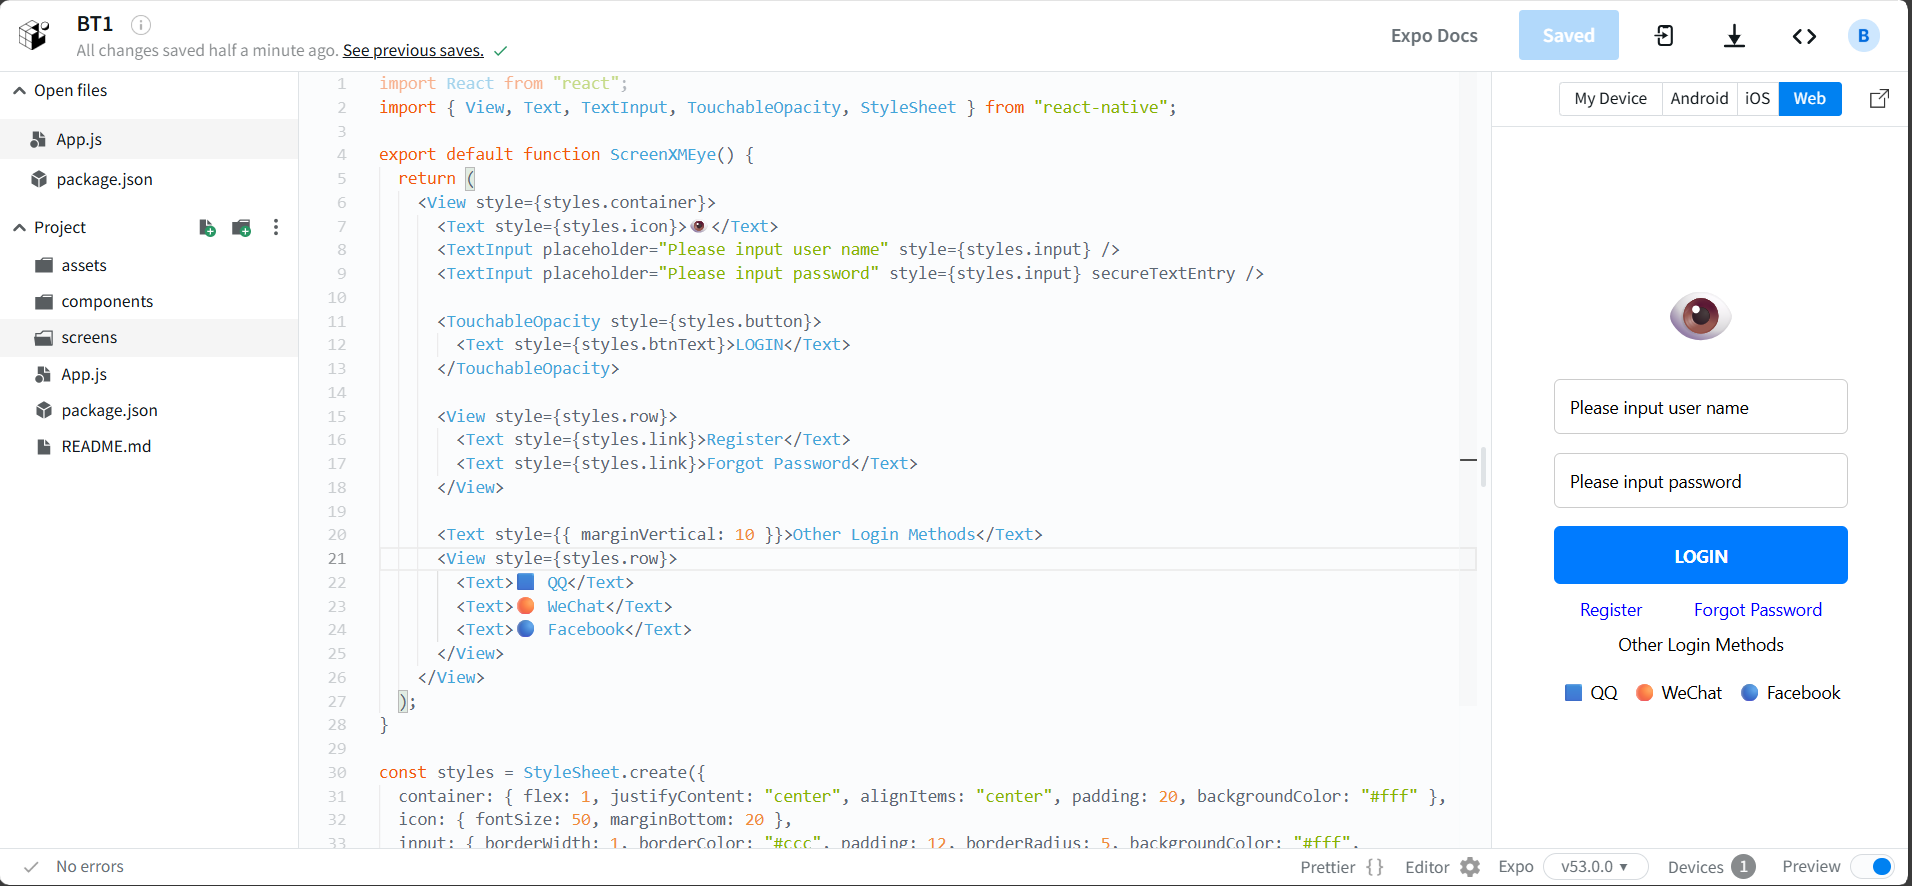 BT1
All changes saved half a minute ago. See previous saves.
Expo Docs
Saved
B
Open files
App.js
package.json
Project
assets
components
screens
App.js
package.json
README.md
1 import React from "react";
2 import { View, Text, TextInput, TouchableOpacity, StyleSheet } from "react-native";
3
4 export default function ScreenXMEye() {
5 return (
6 <View style={styles.container}>
7 <Text style={styles.icon}>👁️</Text>
8 <TextInput placeholder="Please input user name" style={styles.input} />
9 <TextInput placeholder="Please input password" style={styles.input} secureTextEntry />
10
11 <TouchableOpacity style={styles.button}>
12 <Text style={styles.btnText}>LOGIN</Text>
13 </TouchableOpacity>
14
15 <View style={styles.row}>
16 <Text style={styles.link}>Register</Text>
17 <Text style={styles.link}>Forgot Password</Text>
18 </View>
19
20 <Text style={{ marginVertical: 10 }}>Other Login Methods</Text>
21 <View style={styles.row}>
22 <Text>🟦 QQ</Text>
23 <Text>🟠 WeChat</Text>
24 <Text>🔵 Facebook</Text>
25 </View>
26 </View>
27 );
28 }
29
30 const styles = StyleSheet.create({
31 container: { flex: 1, justifyContent: "center", alignItems: "center", padding: 20, backgroundColor: "#fff" },
32 icon: { fontSize: 50, marginBottom: 20 },
33 input: { borderWidth: 1, borderColor: "#ccc", padding: 12, borderRadius: 5, backgroundColor: "#fff",
My Device
Android
iOS
Web
Please input user name
Please input password
LOGIN
Register Forgot Password
Other Login Methods
QQ WeChat Facebook
No errors
Prettier {}
Editor
Expo
v53.0.0
Devices 1
Preview